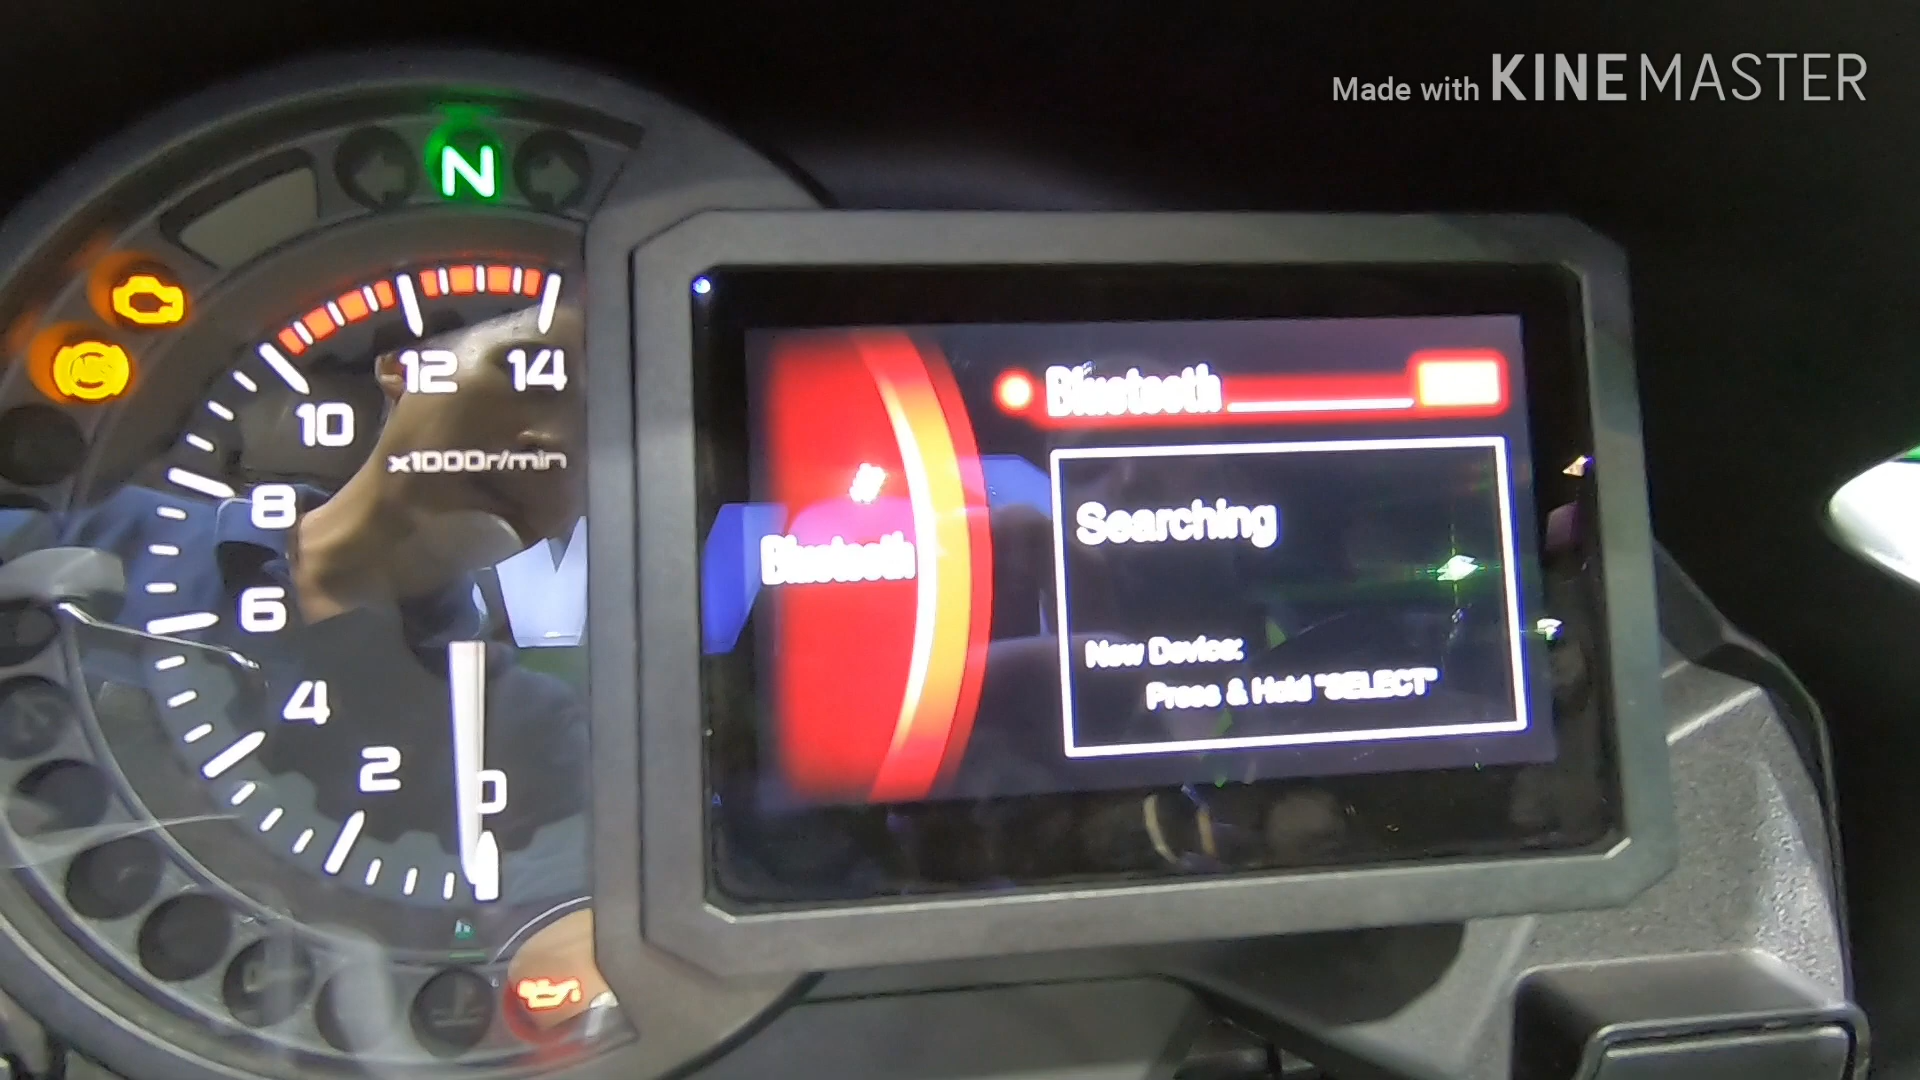 Made with KINEMASTER
N
ABS
14
12
10
x1000r/min
8
6
4
2
0
Bluetooth
Bluetooth
Searching
New Device:
Press & Hold "SELECT"